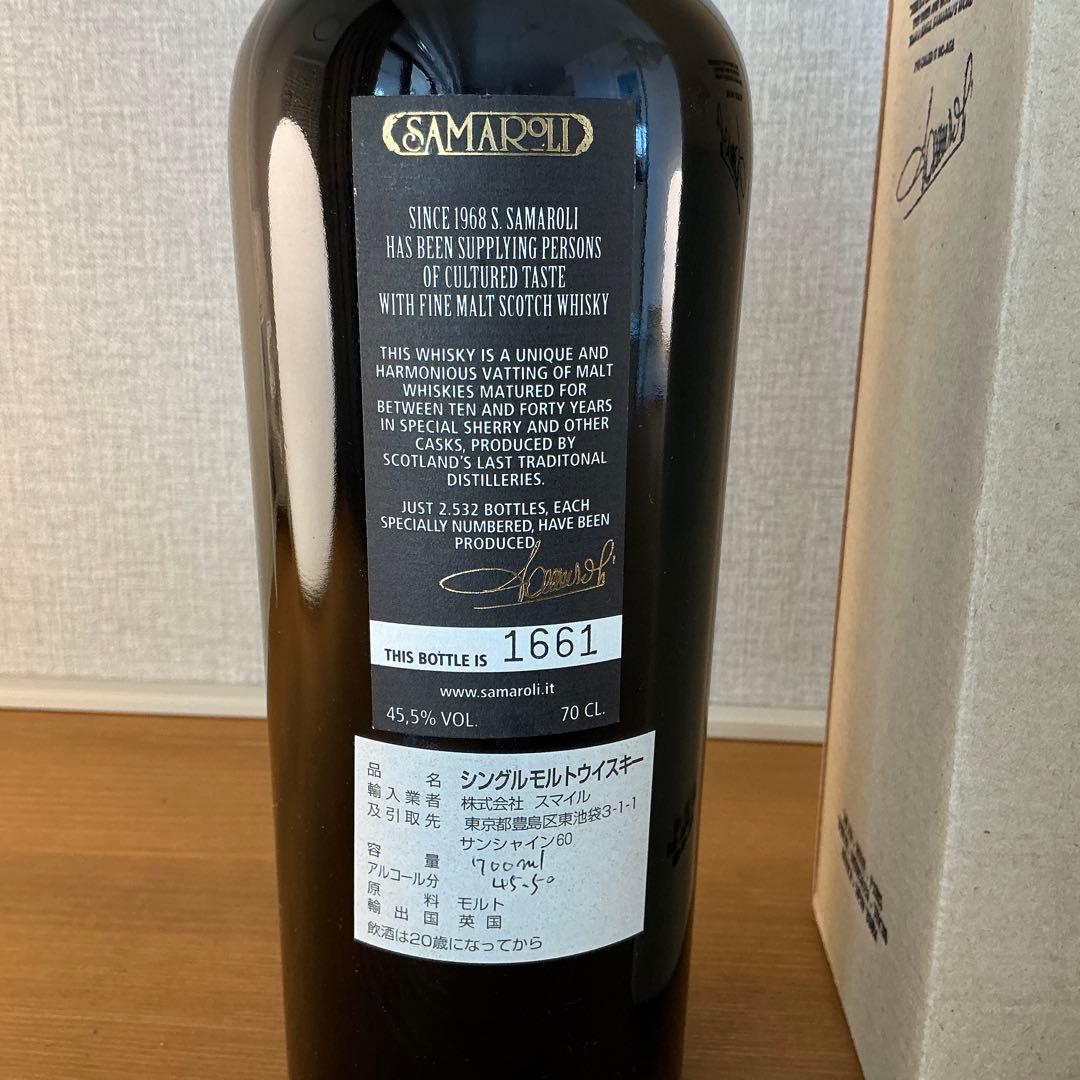 SAMAROLI
SINCE 1968 S. SAMAROLI
HAS BEEN SUPPLYING PERSONS
OF CULTURED TASTE
WITH FINE MALT SCOTCH WHISKY
THIS WHISKY IS A UNIQUE AND
HARMONIOUS VATTING OF MALT
WHISKIES MATURED FOR
BETWEEN TEN AND FORTY YEARS
IN SPECIAL SHERRY AND OTHER
CASKS, PRODUCED BY
SCOTLAND'S LAST TRADITONAL
DISTILLERIES.
JUST 2.532 BOTTLES, EACH
SPECIALLY NUMBERED, HAVE BEEN
PRODUCED
THIS BOTTLE IS 1661
www.samaroli.it
45,5% VOL. 70 CL.
品名 シングルモルトウイスキー
輸入業者 株式会社 スマイル
及引取先 東京都豊島区東池袋3-1-1
サンシャイン60
容量 700ml
アルコール分 45.5°
原料 モルト
輸出国 英国
飲酒は20歳になってから